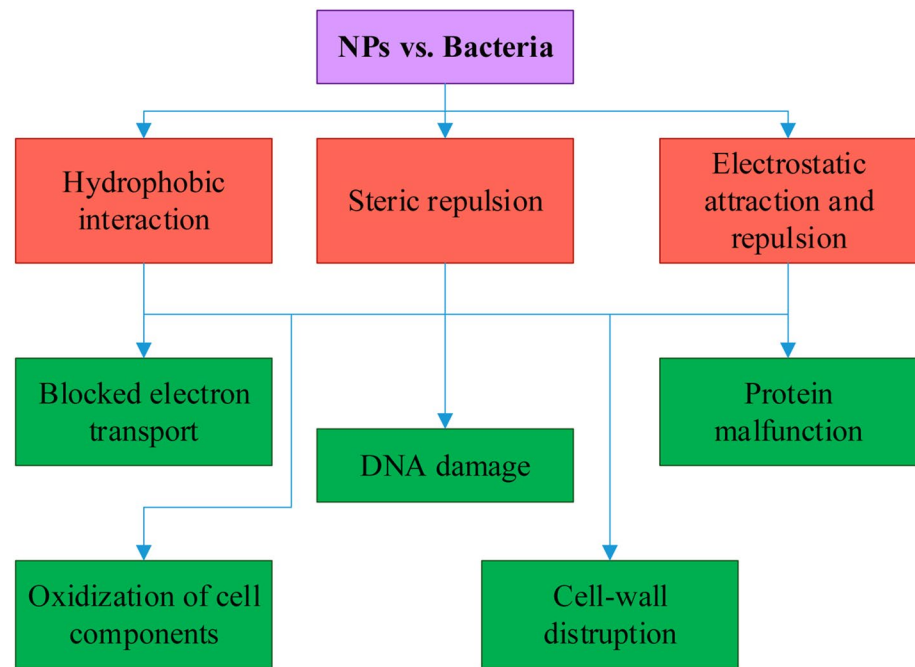 NPs vs. Bacteria
Hydrophobic
interaction
Steric repulsion
Electrostatic
attraction and
repulsion
Blocked electron
transport
DNA damage
Protein
malfunction
Oxidization of cell
components
Cell-wall
distruption